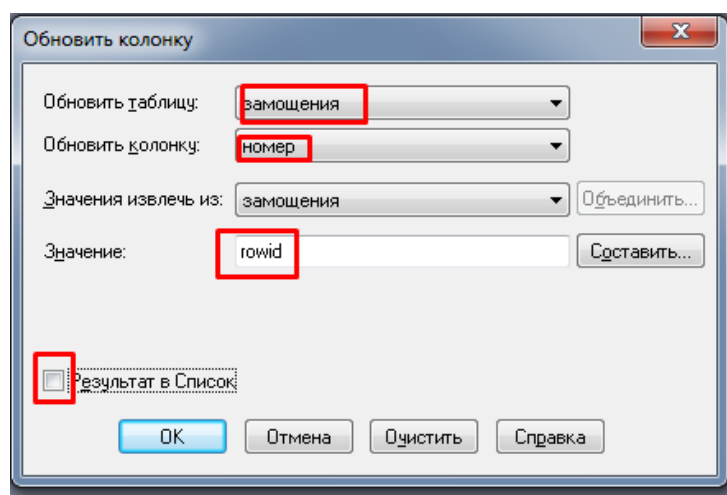 Обновить колонку
Обновить таблицу: замощения
Обновить колонку: номер
Значения извлечь из: замощения Объединить...
Значение: rowid Составить...
Результат в Список
ОК Отмена Очистить Справка